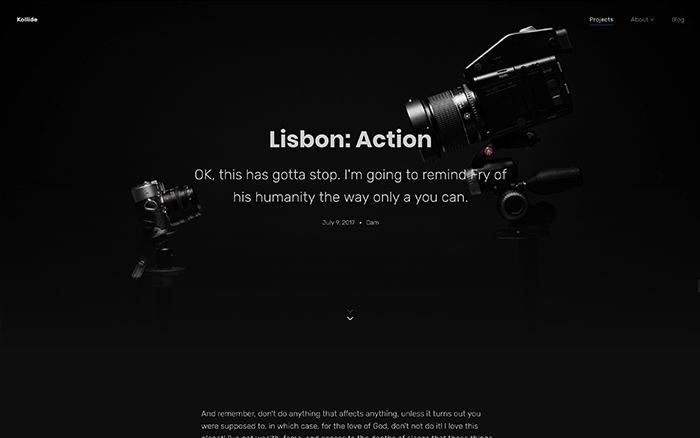 Kollide
Projects
About
Blog
Lisbon: Action
OK, this has gotta stop. I'm going to remind Fry of
his humanity the way only a you can.
July 9, 2017 • Cam
And remember, don't do anything that affects anything, unless it turns out you
were supposed to, in which case, for the love of God, don't not do it! I love this
planet! I've got wealth, fame, and access to the depths of sleaze that those things